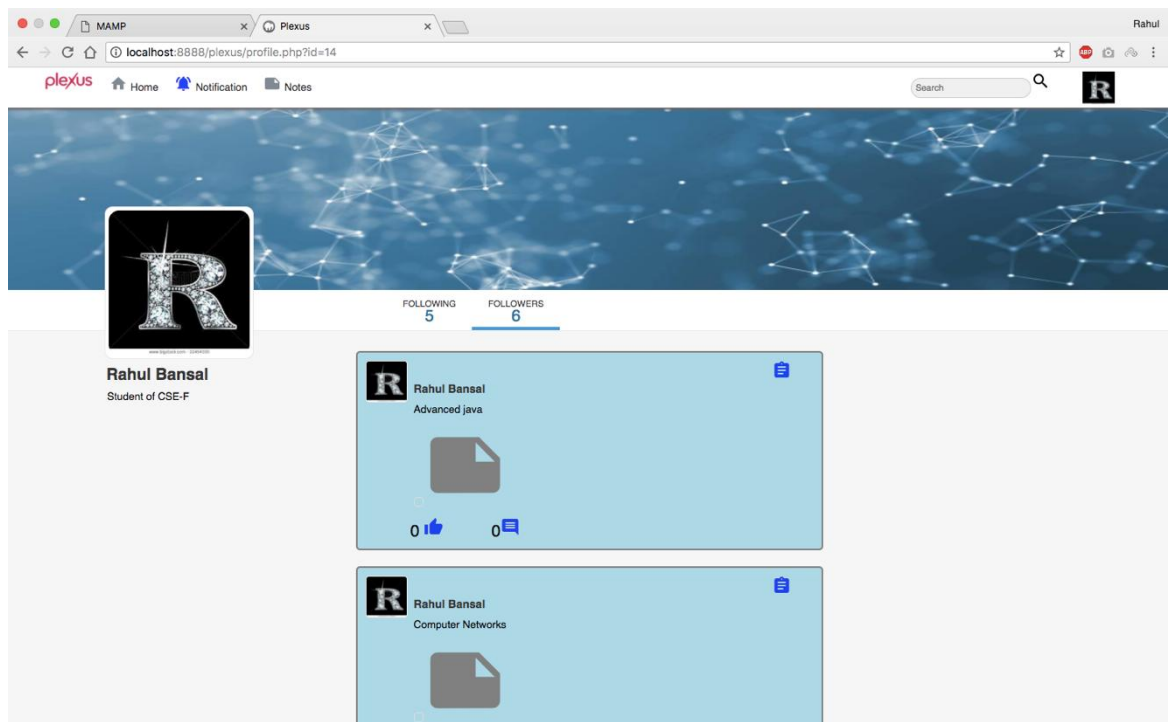 MAMP
Plexus
Rahul
localhost:8888/plexus/profile.php?id=14
ABP
plexus
Home
Notification
Notes
Search
R
R
FOLLOWING
5
FOLLOWERS
6
Rahul Bansal
Student of CSE-F
R
Rahul Bansal
Advanced java
0
0
R
Rahul Bansal
Computer Networks